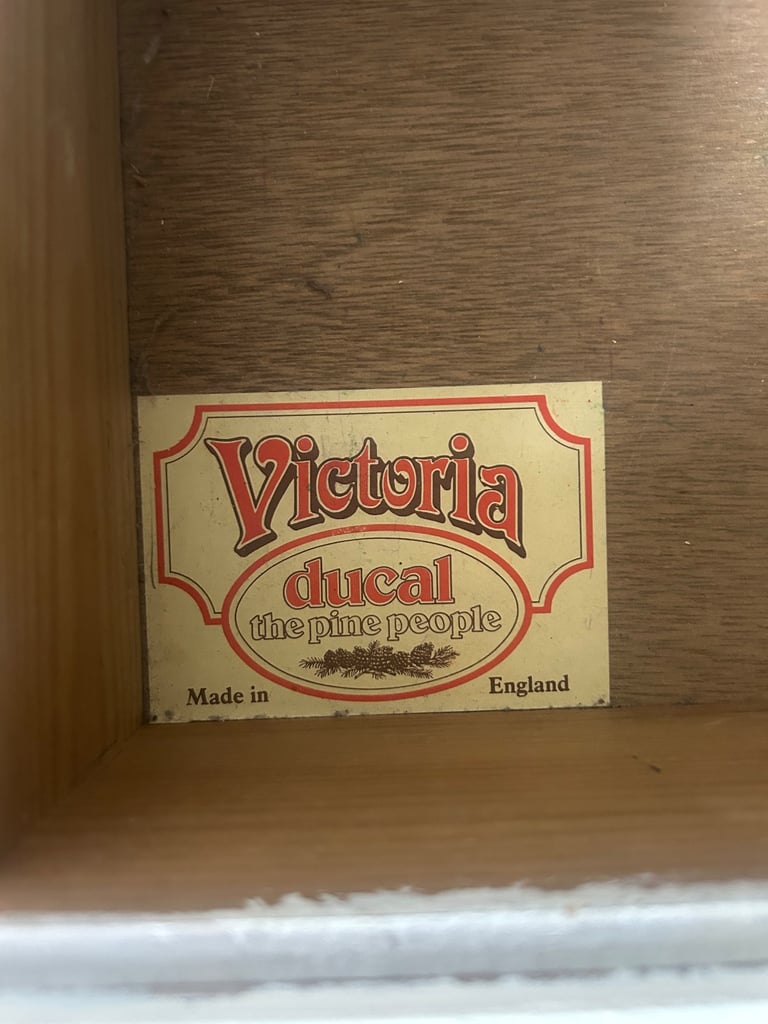 Victoria
ducal
the pine people
Made in England